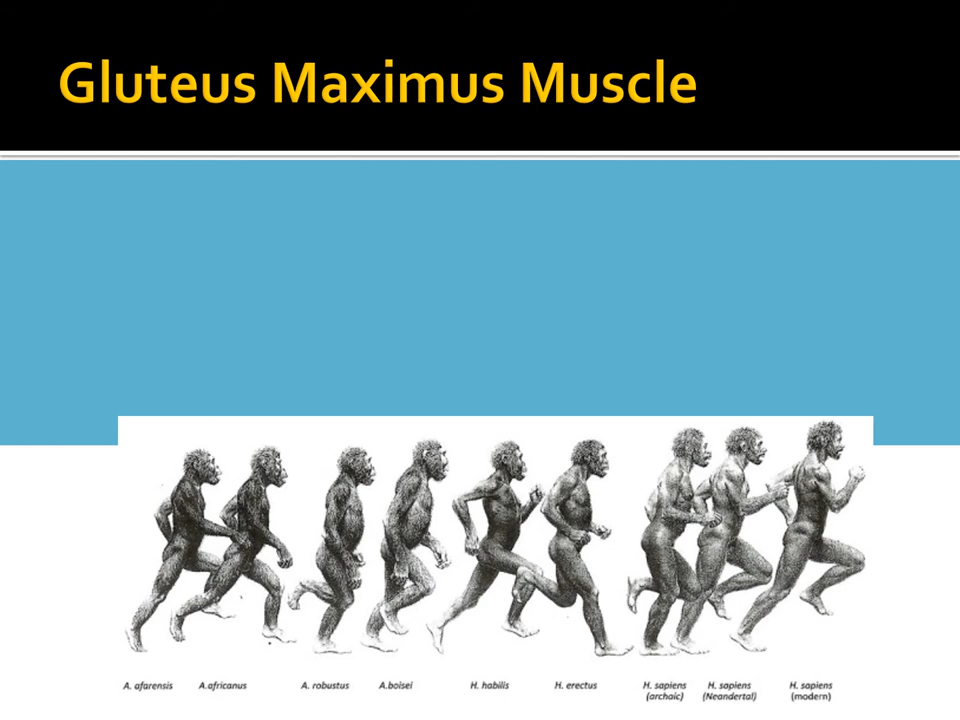 Gluteus Maximus Muscle
A. afarensis A.africanus A. robustus A.boisei H. habilis H. erectus H. sapiens H. sapiens H. sapiens
(archaic) (Neandertal) (modern)